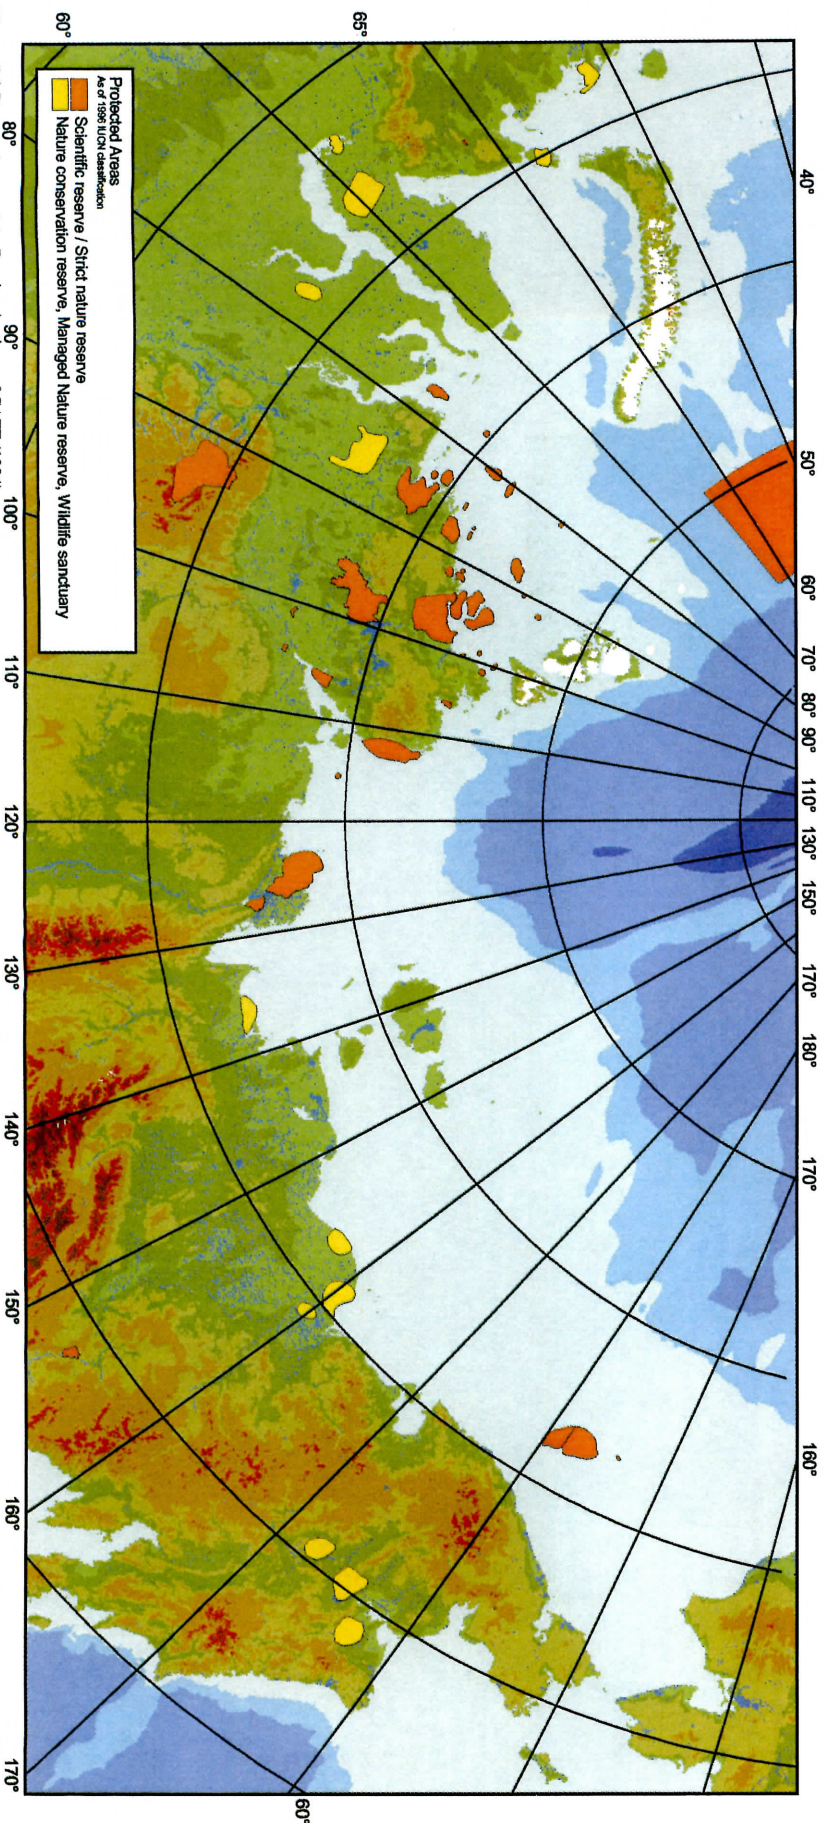 40° 50° 60° 70° 80° 90° 110° 130° 150° 170° 180° 170° 160°
65°
60°
60°
Protected Areas
As of 1996 IUCN classification
Scientific reserve / Strict nature reserve
Nature conservation reserve, Managed Nature reserve, Wildlife sanctuary
80° 90° 100° 110° 120° 130° 140° 150° 160° 170°